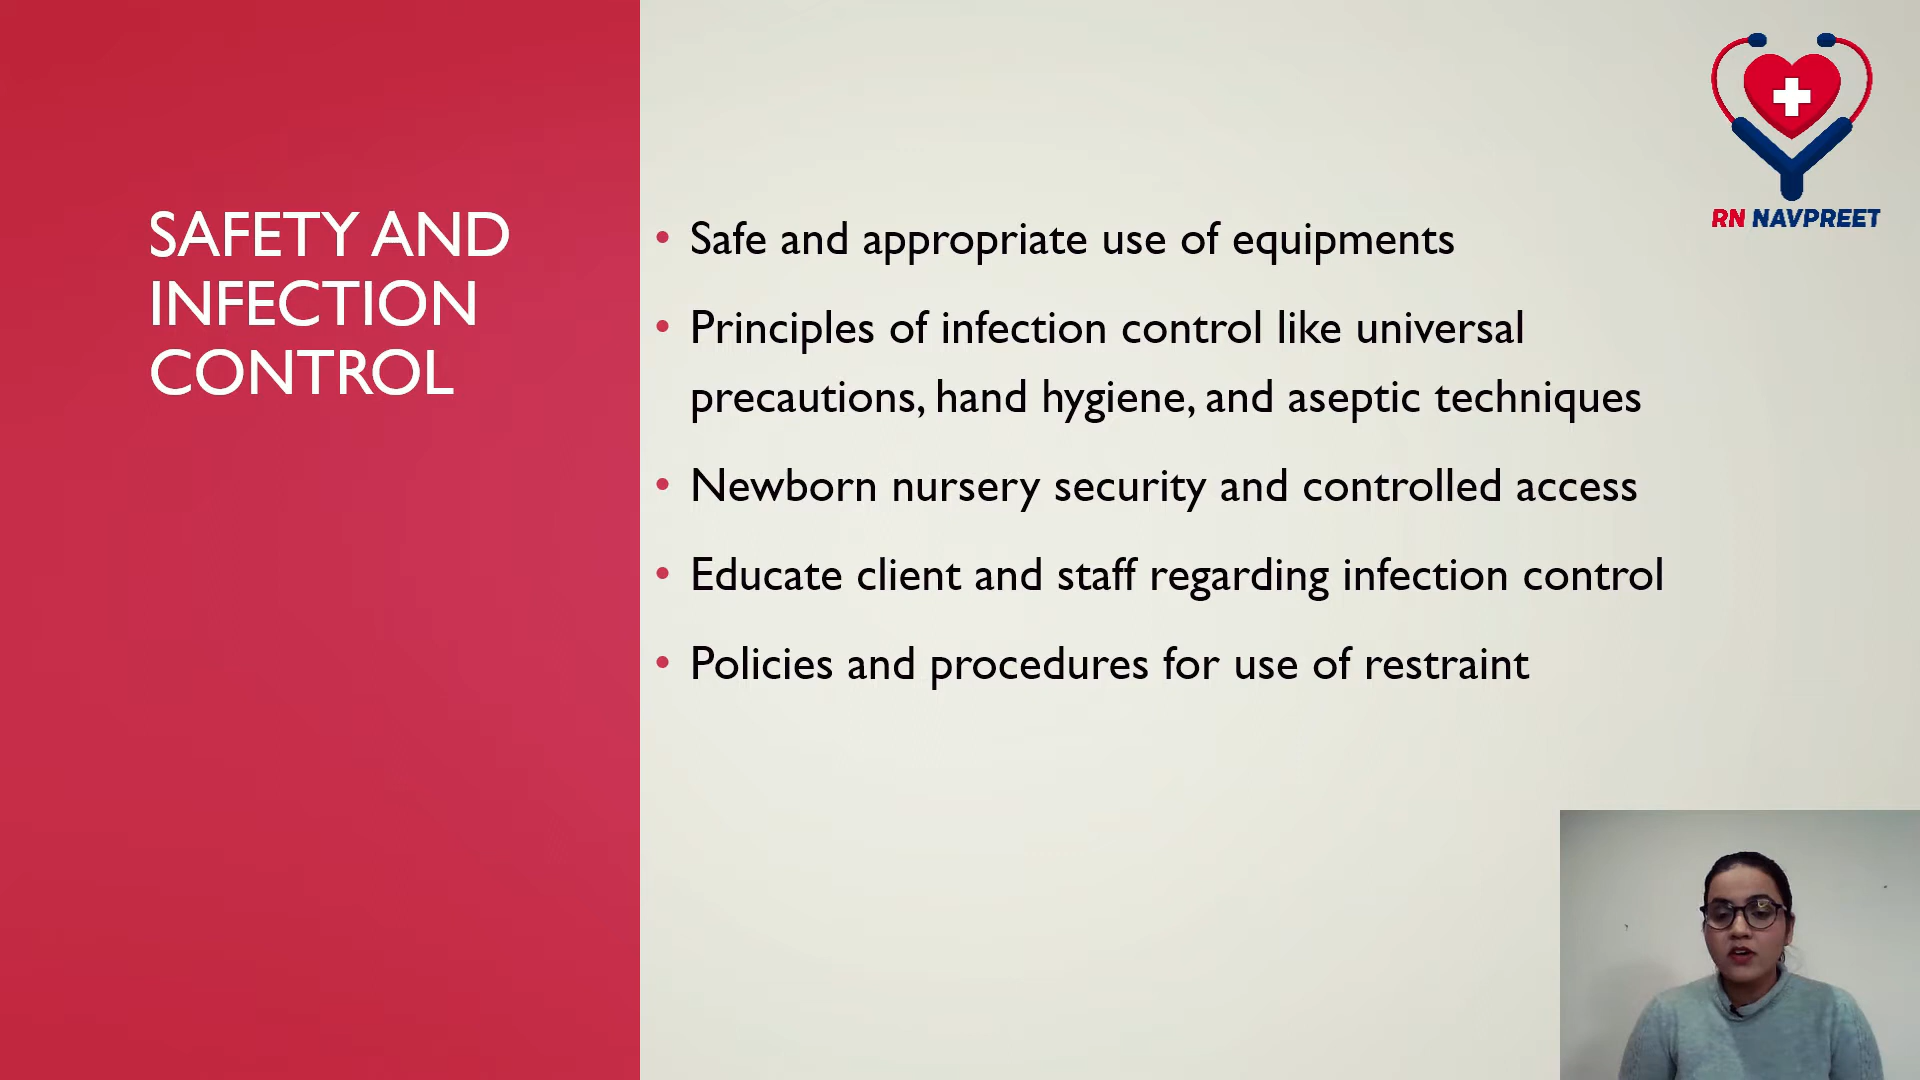 SAFETY AND
INFECTION
CONTROL
• Safe and appropriate use of equipments
• Principles of infection control like universal
precautions, hand hygiene, and aseptic techniques
• Newborn nursery security and controlled access
• Educate client and staff regarding infection control
• Policies and procedures for use of restraint
RN NAVPREET